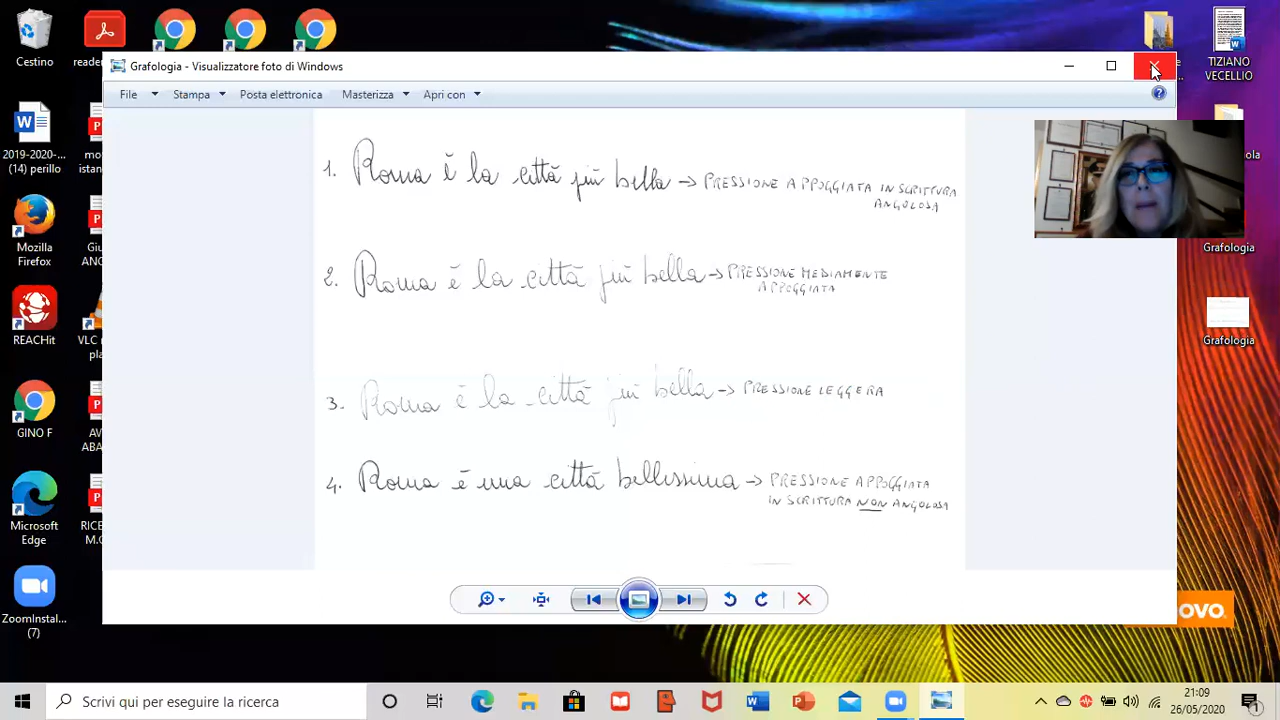 Cestino
reader
TIZIANO
VECELLIO
Grafologia - Visualizzatore foto di Windows
File
Stampa
Posta elettronica
Masterizza
Apri con
1. Roma è la città più bella → PRESSIONE APPOGGIATA IN SCRITTURA
ANGOLOSA
2. Roma è la città più bella → PRESSIONE MEDIAMENTE
APPOGGIATA
3. Roma è la città più bella → PRESSIONE LEGGERA
4. Roma è una città bellissima → PRESSIONE APPOGGIATA
IN SCRITTURA NON ANGOLOSA
2019-2020-...
(14) perillo
Mozilla
Firefox
REACHit
GINO F
Microsoft
Edge
ZoomInstal...
(7)
Grafologia
Grafologia
OVO.
Scrivi qui per eseguire la ricerca
21:09
26/05/2020